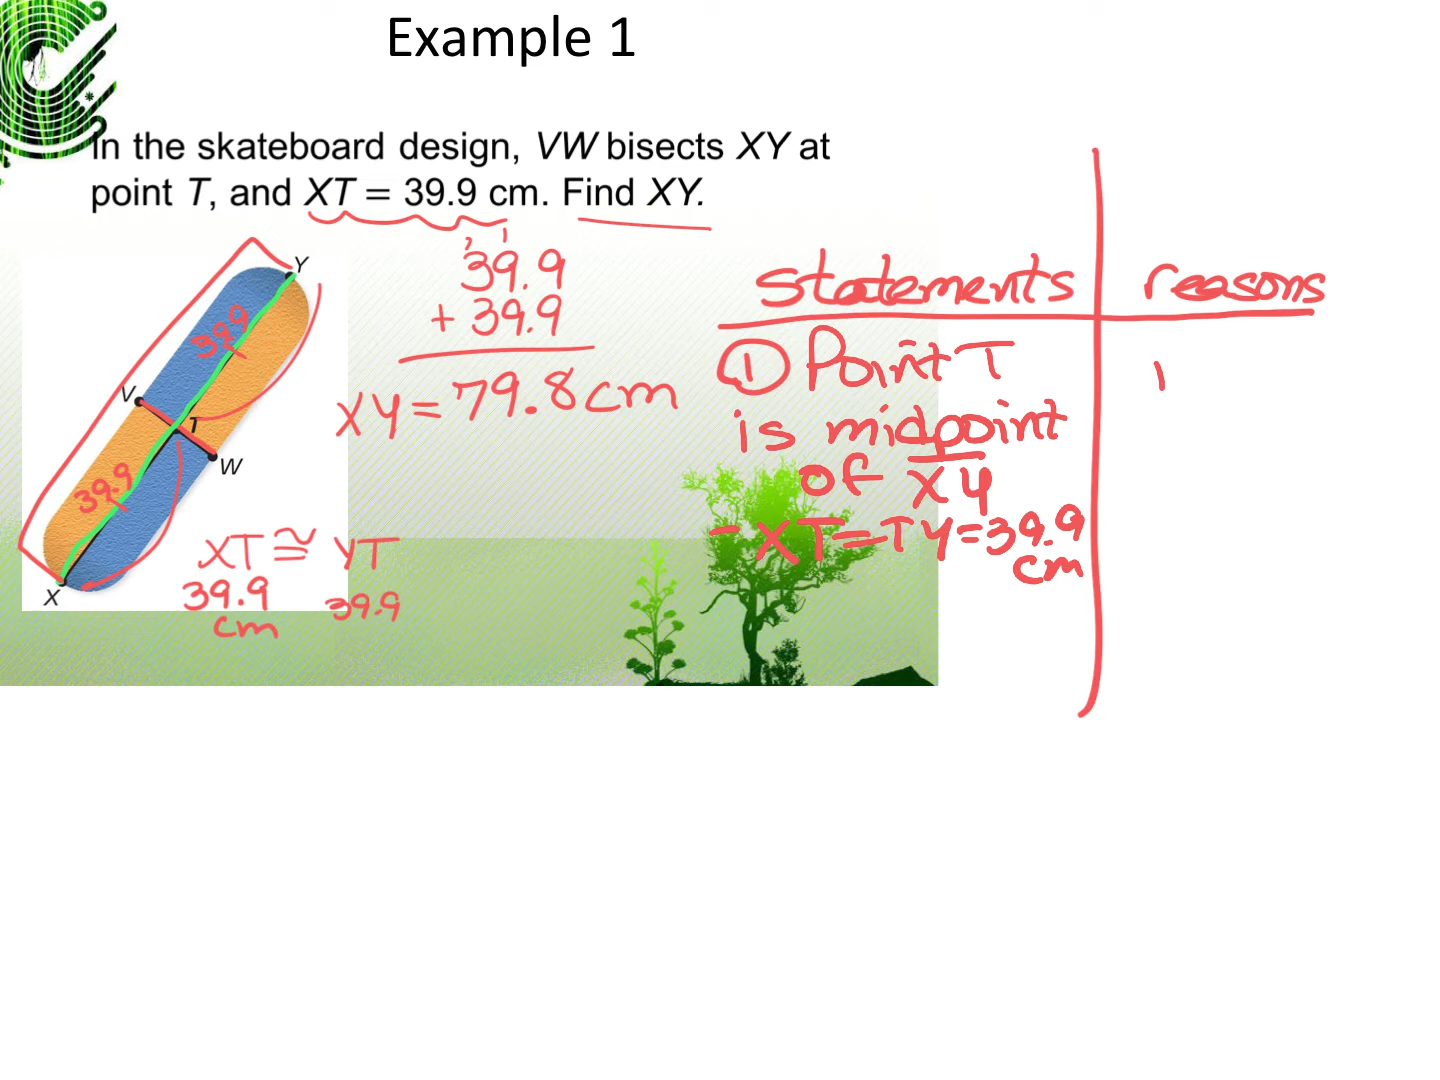 Example 1
In the skateboard design, VW bisects XY at
point T, and XT = 39.9 cm. Find XY.
39.9
+ 39.9
XY = 79.8 cm
Y
39.9
V
T
W
39.9
X
XT ≅ YT
39.9 39.9
cm
statements reasons
① Point T 1
is midpoint
of X̅Y̅
- XT = TY = 39.9
cm